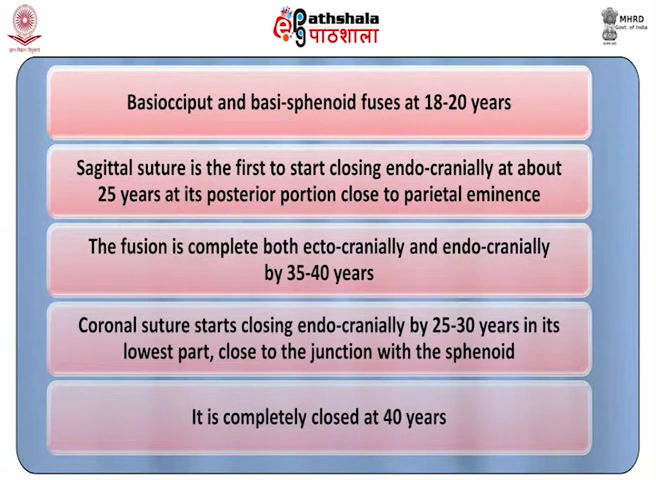 Pathshala
पाठशाला
MHRD
Govt. of India
Basiocciput and basi-sphenoid fuses at 18-20 years
Sagittal suture is the first to start closing endo-cranially at about
25 years at its posterior portion close to parietal eminence
The fusion is complete both ecto-cranially and endo-cranially
by 35-40 years
Coronal suture starts closing endo-cranially by 25-30 years in its
lowest part, close to the junction with the sphenoid
It is completely closed at 40 years